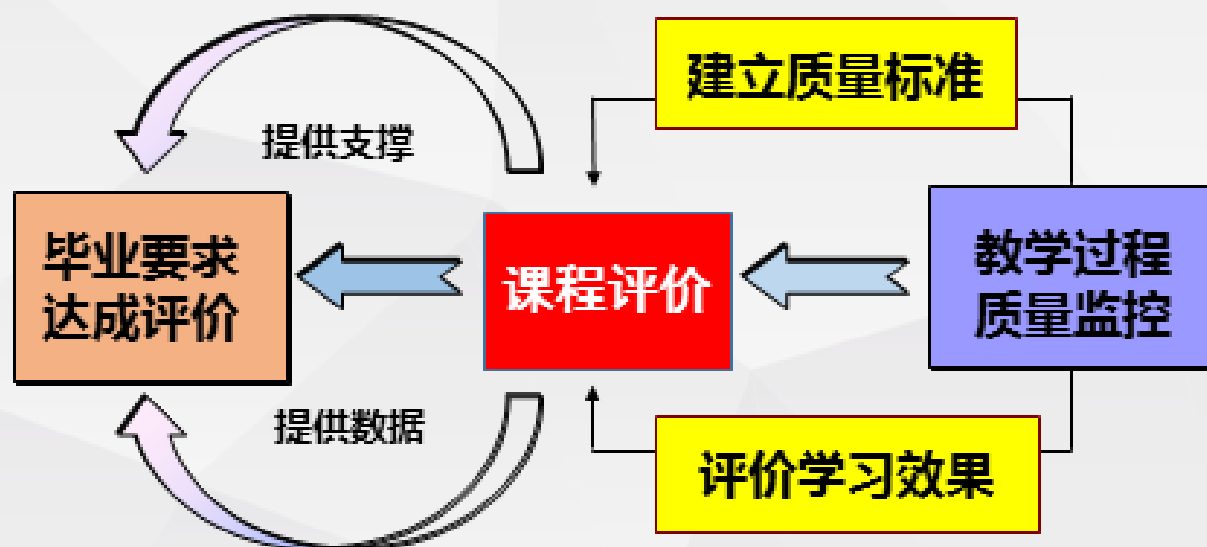 建立质量标准
提供支撑
毕业要求
达成评价
课程评价
教学过程
质量监控
提供数据
评价学习效果